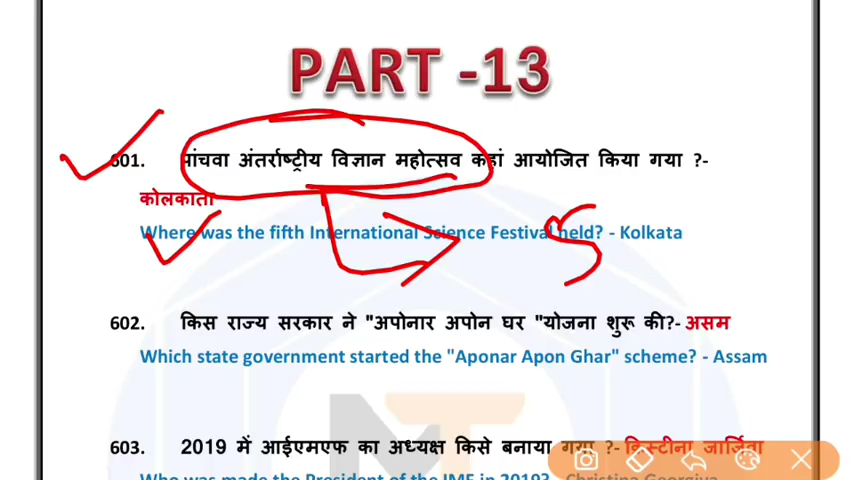 PART -13
601. पांचवा अंतर्राष्ट्रीय विज्ञान महोत्सव कहां आयोजित किया गया ?-
कोलकाता
Where was the fifth International Science Festival held? - Kolkata
5
602. किस राज्य सरकार ने "अपोनार अपोन घर "योजना शुरू की?- असम
Which state government started the "Aponar Apon Ghar" scheme? - Assam
603. 2019 में आईएमएफ का अध्यक्ष किसे बनाया गया ?- क्रिस्टीना जार्जिवा
Who was made the President of the IMF in 2019? - Christina Georgiva
MT